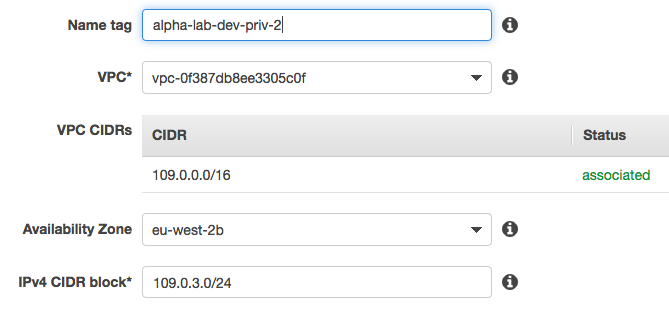 Name tag alpha-lab-dev-priv-2
VPC* vpc-0f387db8ee3305c0f
VPC CIDRs CIDR Status
109.0.0.0/16 associated
Availability Zone eu-west-2b
IPv4 CIDR block* 109.0.3.0/24